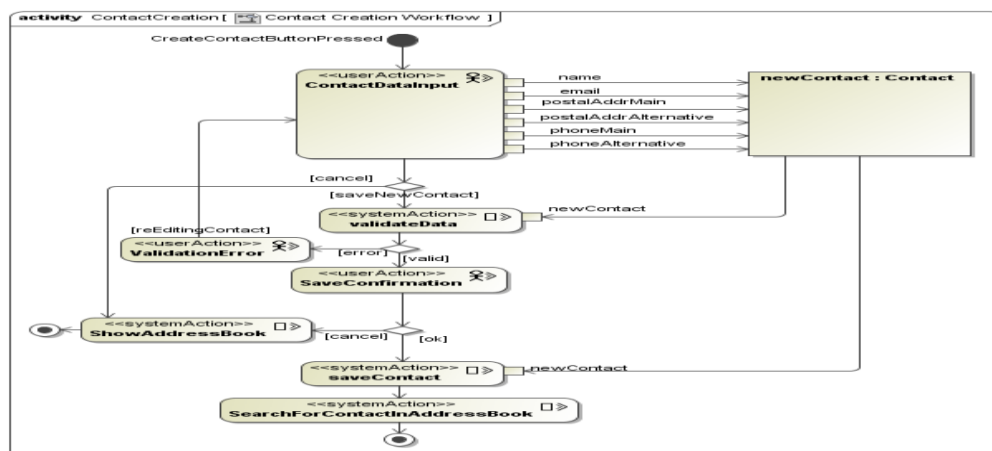 activity ContactCreation [ Contact Creation Workflow ]
CreateContactButtonPressed
<<userAction>>
ContactDataInput
name
email
postalAddrMain
postalAddrAlternative
phoneMain
phoneAlternative
newContact : Contact
[cancel]
[saveNewContact]
<<systemAction>>
validateData
newContact
[reEditingContact]
<<userAction>>
ValidationError
[error]
[valid]
<<userAction>>
SaveConfirmation
<<systemAction>>
ShowAddressBook
[cancel]
[ok]
<<systemAction>>
saveContact
newContact
<<systemAction>>
SearchForContactInAddressBook